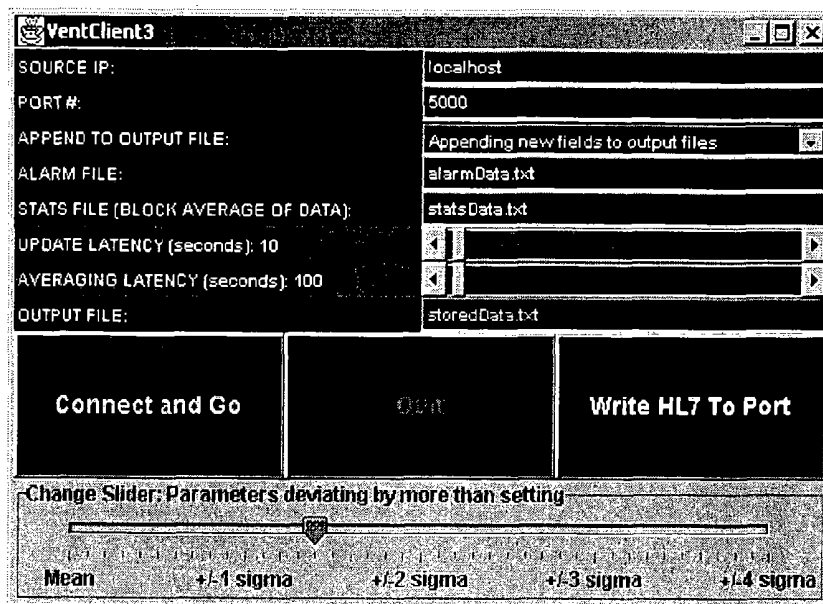 VentClient3
SOURCE IP: localhost
PORT #: 5000
APPEND TO OUTPUT FILE: Appending new fields to output files
ALARM FILE: alarmData.txt
STATS FILE (BLOCK AVERAGE OF DATA): statsData.txt
UPDATE LATENCY (seconds): 10
AVERAGING LATENCY (seconds): 100
OUTPUT FILE: storedData.txt
Connect and Go Quit Write HL7 To Port
Change Slider: Parameters deviating by more than setting
Mean +/-1 sigma +/-2 sigma +/-3 sigma +/-4 sigma